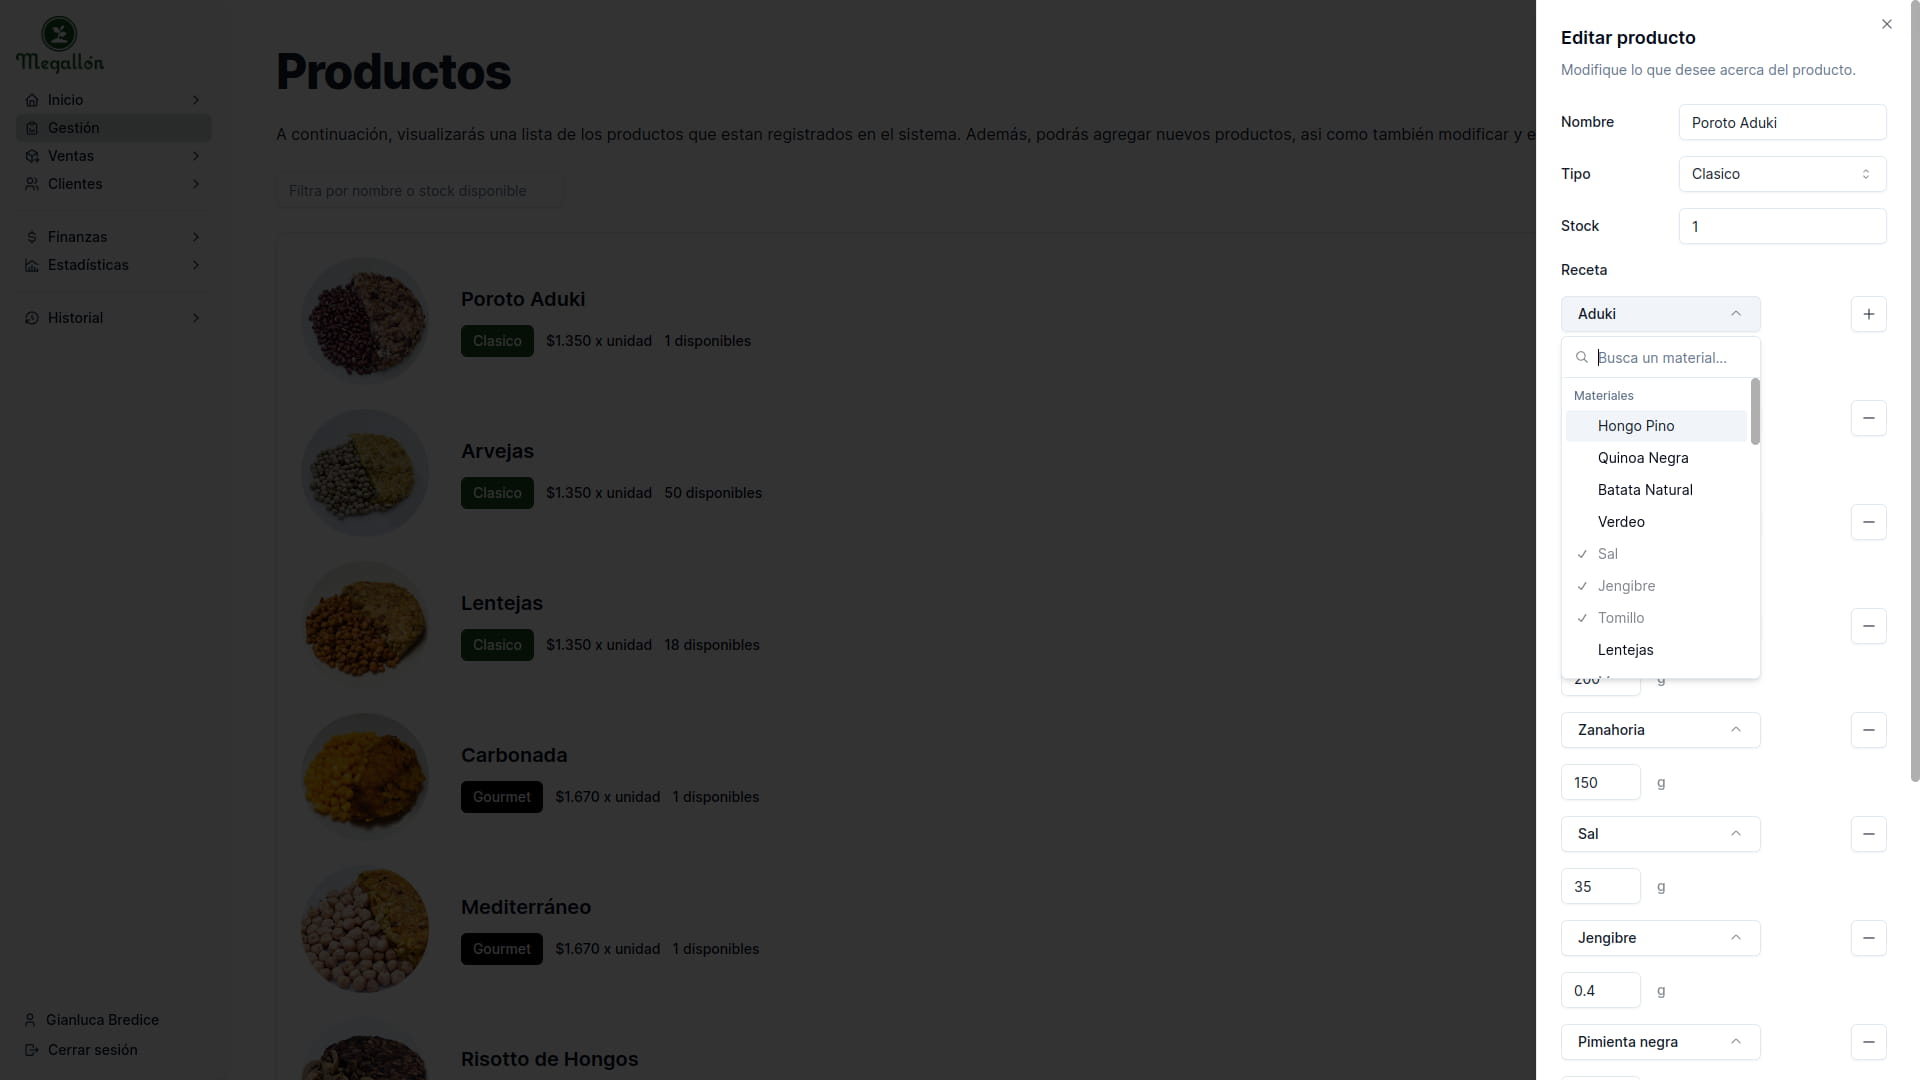 Megallón
Inicio
Gestión
Ventas
Clientes
Finanzas
Estadísticas
Historial
Gianluca Bredice
Cerrar sesión
Productos
A continuación, visualizarás una lista de los productos que estan registrados en el sistema. Además, podrás agregar nuevos productos, asi como también modificar y e
Filtra por nombre o stock disponible
Poroto Aduki
Clasico $1.350 x unidad 1 disponibles
Arvejas
Clasico $1.350 x unidad 50 disponibles
Lentejas
Clasico $1.350 x unidad 18 disponibles
Carbonada
Gourmet $1.670 x unidad 1 disponibles
Mediterráneo
Gourmet $1.670 x unidad 1 disponibles
Risotto de Hongos
Editar producto
Modifique lo que desee acerca del producto.
Nombre Poroto Aduki
Tipo Clasico
Stock 1
Receta
Aduki
Busca un material...
Materiales
Hongo Pino
Quinoa Negra
Batata Natural
Verdeo
Sal
Jengibre
Tomillo
Lentejas
200 g
Zanahoria
150 g
Sal
35 g
Jengibre
0.4 g
Pimienta negra